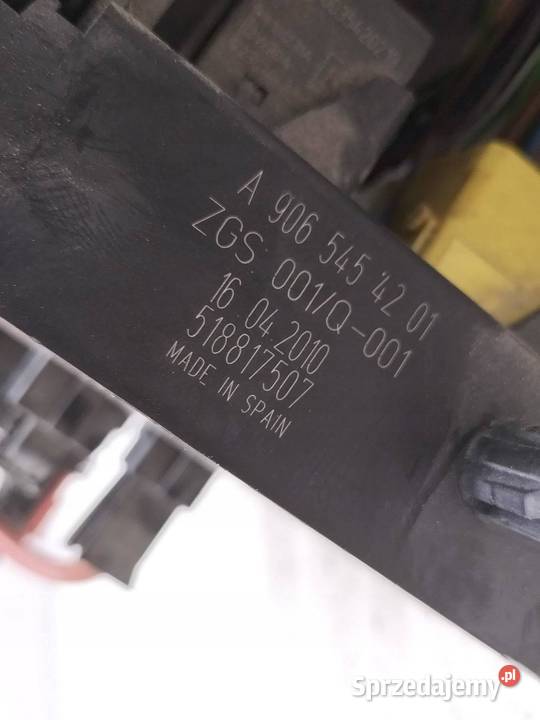 A 906 545 42 01
ZGS 001/Q-001
16.04.2010
518817507
MADE IN SPAIN
Sprzedajemy.pl